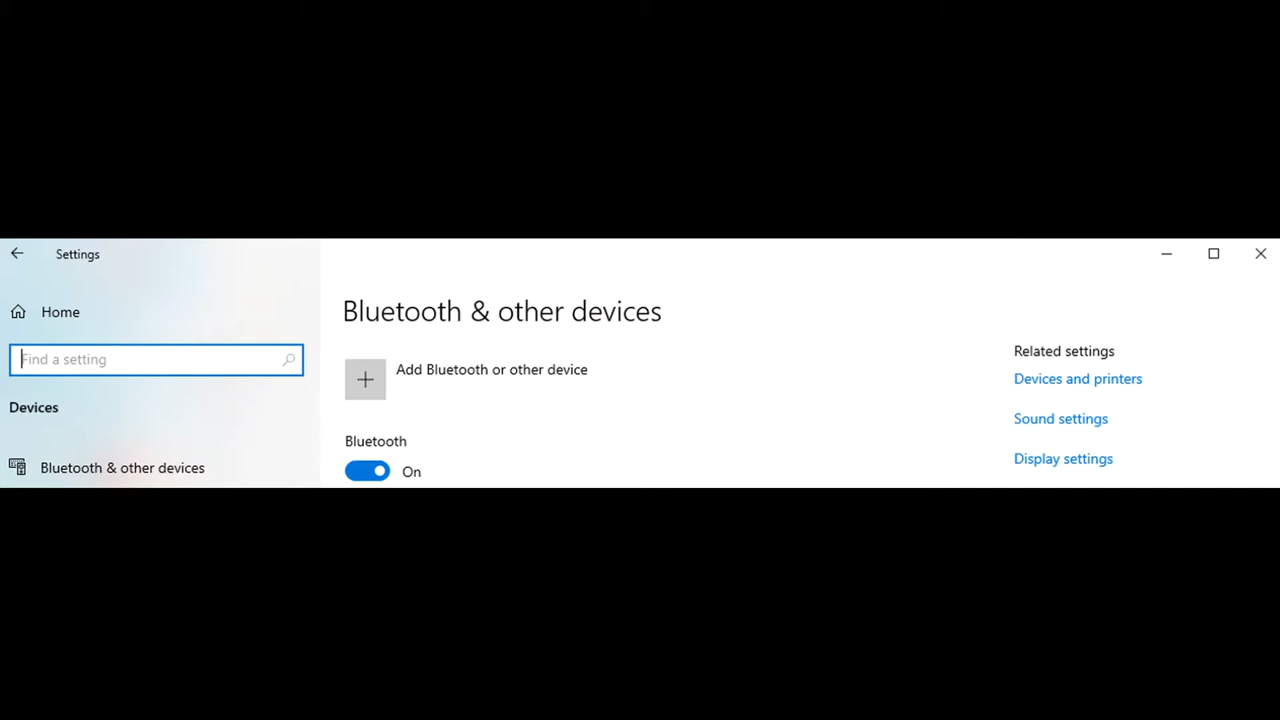 Settings
Home
Find a setting
Devices
Bluetooth & other devices
Bluetooth & other devices
Add Bluetooth or other device
Bluetooth
On
Related settings
Devices and printers
Sound settings
Display settings